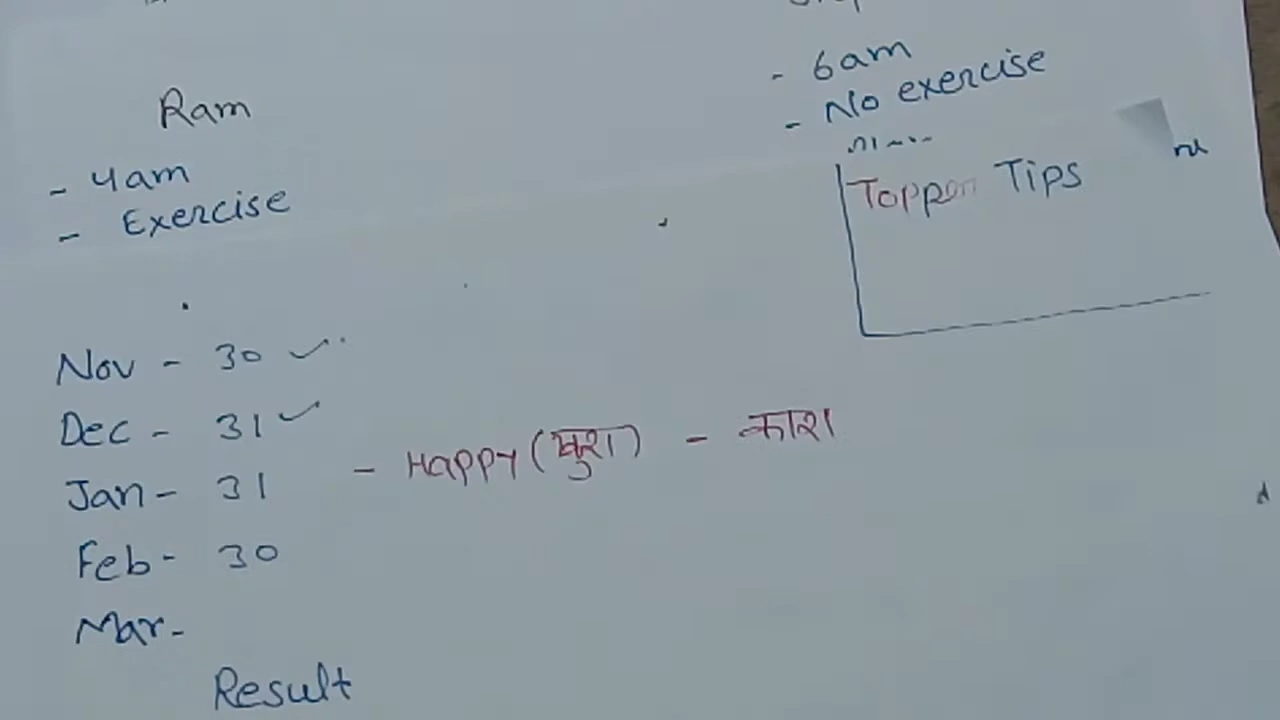 Ram
- 4am
- Exercise
- 6am
- No exercise
Topper Tips
Nov - 30 ✓
Dec - 31 ✓
Jan - 31
- Happy (खुश) - काश
Feb - 30
Mar -
Result